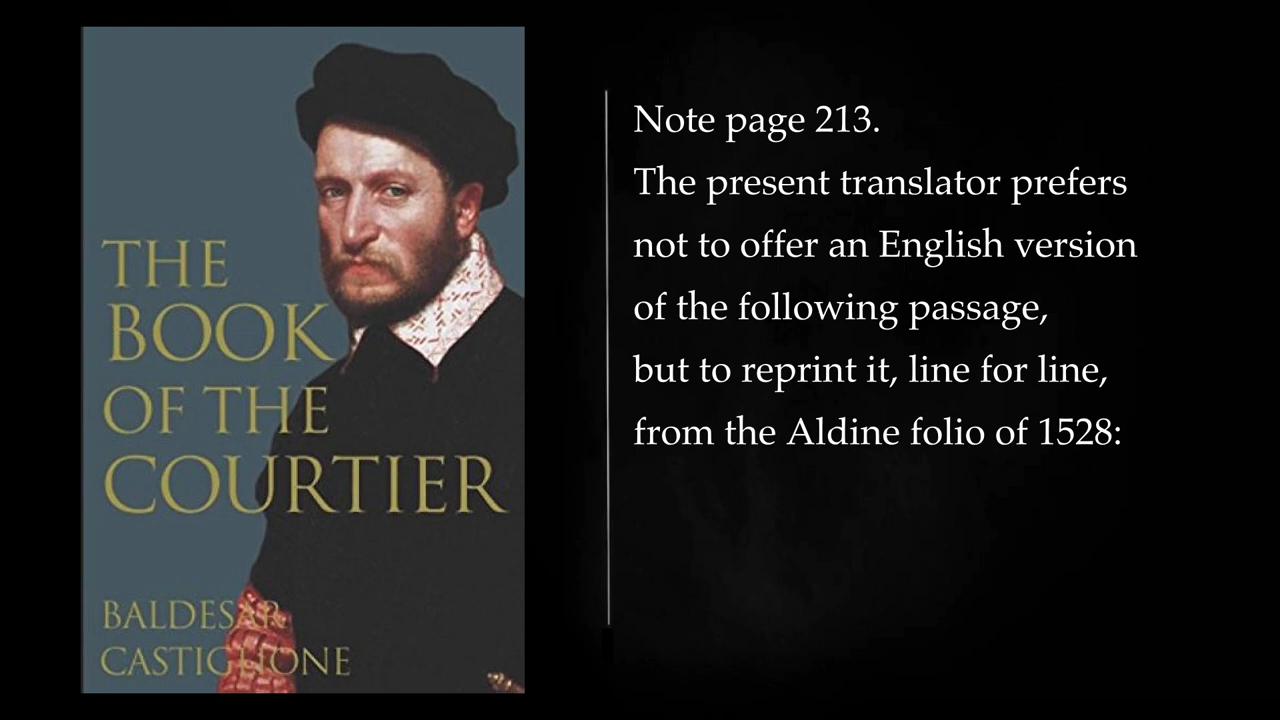 THE
BOOK
OF THE
COURTIER
BALDESAR
CASTIGLIONE
Note page 213.
The present translator prefers
not to offer an English version
of the following passage,
but to reprint it, line for line,
from the Aldine folio of 1528: